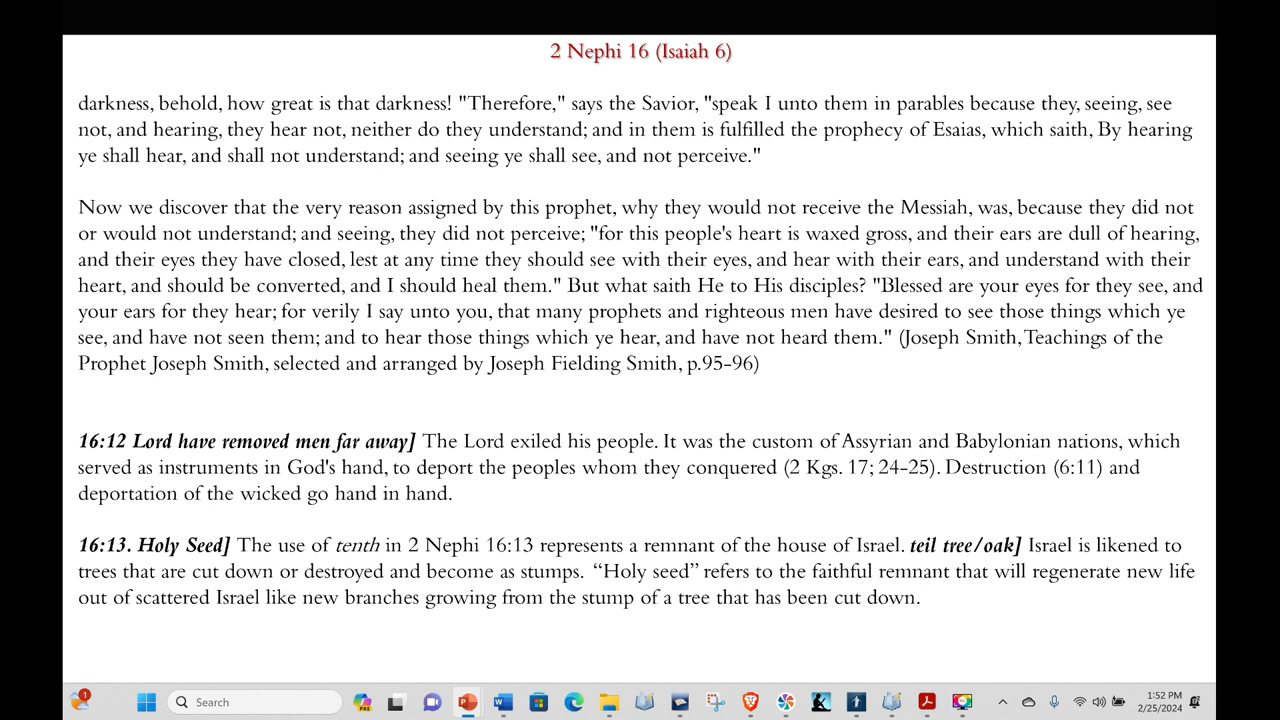 2 Nephi 16 (Isaiah 6)
darkness, behold, how great is that darkness! "Therefore," says the Savior, "speak I unto them in parables because they, seeing, see
not, and hearing, they hear not, neither do they understand; and in them is fulfilled the prophecy of Esaias, which saith, By hearing
ye shall hear, and shall not understand; and seeing ye shall see, and not perceive."
Now we discover that the very reason assigned by this prophet, why they would not receive the Messiah, was, because they did not
or would not understand; and seeing, they did not perceive; "for this people's heart is waxed gross, and their ears are dull of hearing,
and their eyes they have closed, lest at any time they should see with their eyes, and hear with their ears, and understand with their
heart, and should be converted, and I should heal them." But what saith He to His disciples? "Blessed are your eyes for they see, and
your ears for they hear; for verily I say unto you, that many prophets and righteous men have desired to see those things which ye
see, and have not seen them; and to hear those things which ye hear, and have not heard them." (Joseph Smith, Teachings of the
Prophet Joseph Smith, selected and arranged by Joseph Fielding Smith, p.95-96)
16:12 Lord have removed men far away] The Lord exiled his people. It was the custom of Assyrian and Babylonian nations, which
served as instruments in God's hand, to deport the peoples whom they conquered (2 Kgs. 17; 24-25). Destruction (6:11) and
deportation of the wicked go hand in hand.
16:13. Holy Seed] The use of tenth in 2 Nephi 16:13 represents a remnant of the house of Israel. teil tree/oak] Israel is likened to
trees that are cut down or destroyed and become as stumps. “Holy seed” refers to the faithful remnant that will regenerate new life
out of scattered Israel like new branches growing from the stump of a tree that has been cut down.
1
Search
PRE
1:52 PM
2/25/2024